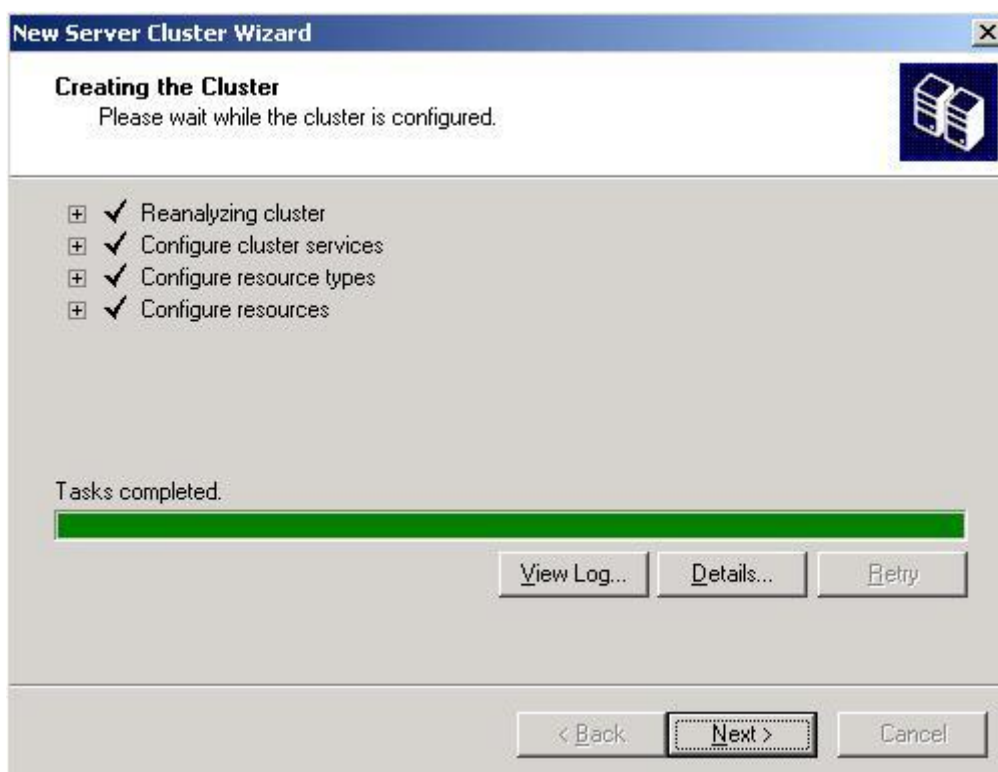 New Server Cluster Wizard
Creating the Cluster
Please wait while the cluster is configured.
Reanalyzing cluster
Configure cluster services
Configure resource types
Configure resources
Tasks completed.
View Log... Details... Retry
< Back Next > Cancel